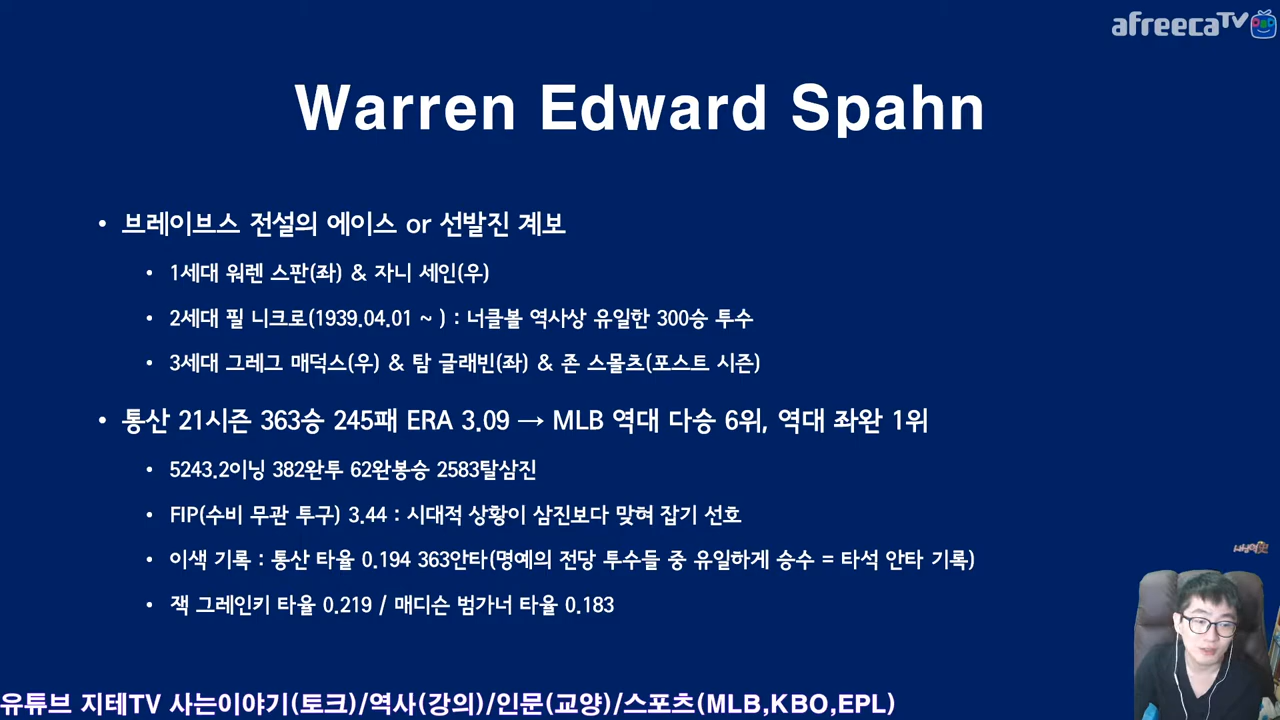 afreecaTV
Warren Edward Spahn
• 브레이브스 전설의 에이스 or 선발진 계보
• 1세대 워렌 스판(좌) & 자니 세인(우)
• 2세대 필 니크로(1939.04.01 ~ ) : 너클볼 역사상 유일한 300승 투수
• 3세대 그레그 매덕스(우) & 탐 글래빈(좌) & 존 스몰츠(포스트 시즌)
• 통산 21시즌 363승 245패 ERA 3.09 → MLB 역대 다승 6위, 역대 좌완 1위
• 5243.2이닝 382완투 62완봉승 2583탈삼진
• FIP(수비 무관 투구) 3.44 : 시대적 상황이 삼진보다 맞혀 잡기 선호
• 이색 기록 : 통산 타율 0.194 363안타(명예의 전당 투수들 중 유일하게 승수 = 타석 안타 기록)
• 잭 그레인키 타율 0.219 / 매디슨 범가너 타율 0.183
유튜브 지테TV 사는이야기(토크)/역사(강의)/인문(교양)/스포츠(MLB,KBO,EPL)